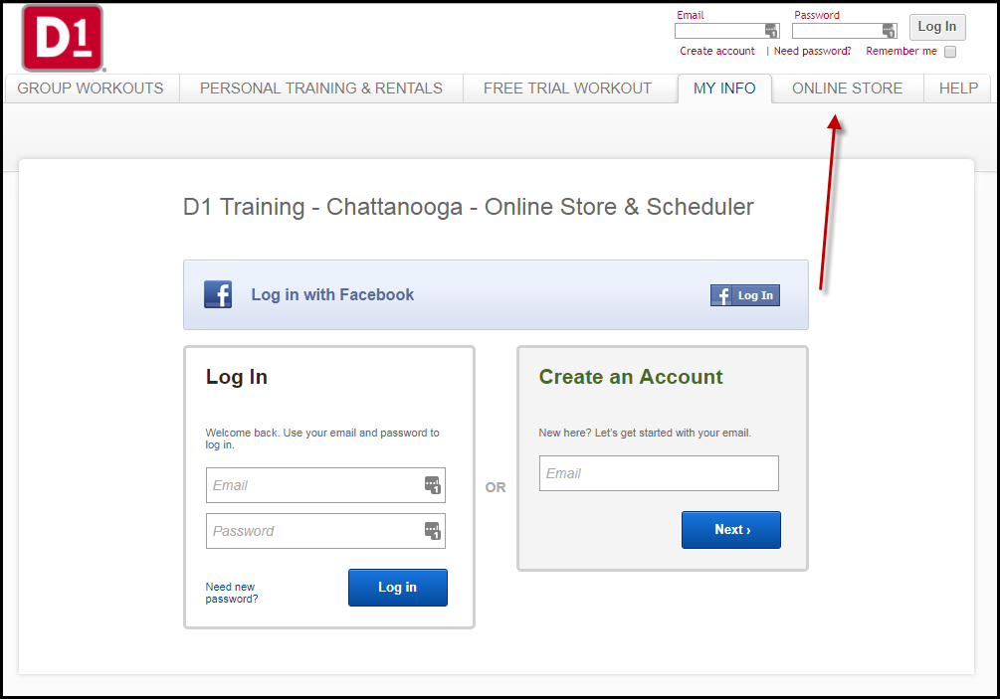 D1
Email
Password
Log In
Create account | Need password? Remember me
GROUP WORKOUTS
PERSONAL TRAINING & RENTALS
FREE TRIAL WORKOUT
MY INFO
ONLINE STORE
HELP
D1 Training - Chattanooga - Online Store & Scheduler
f Log in with Facebook
f Log In
Log In
Welcome back. Use your email and password to
log in.
Email
Password
Need new
password?
Log in
OR
Create an Account
New here? Let's get started with your email.
Email
Next ›